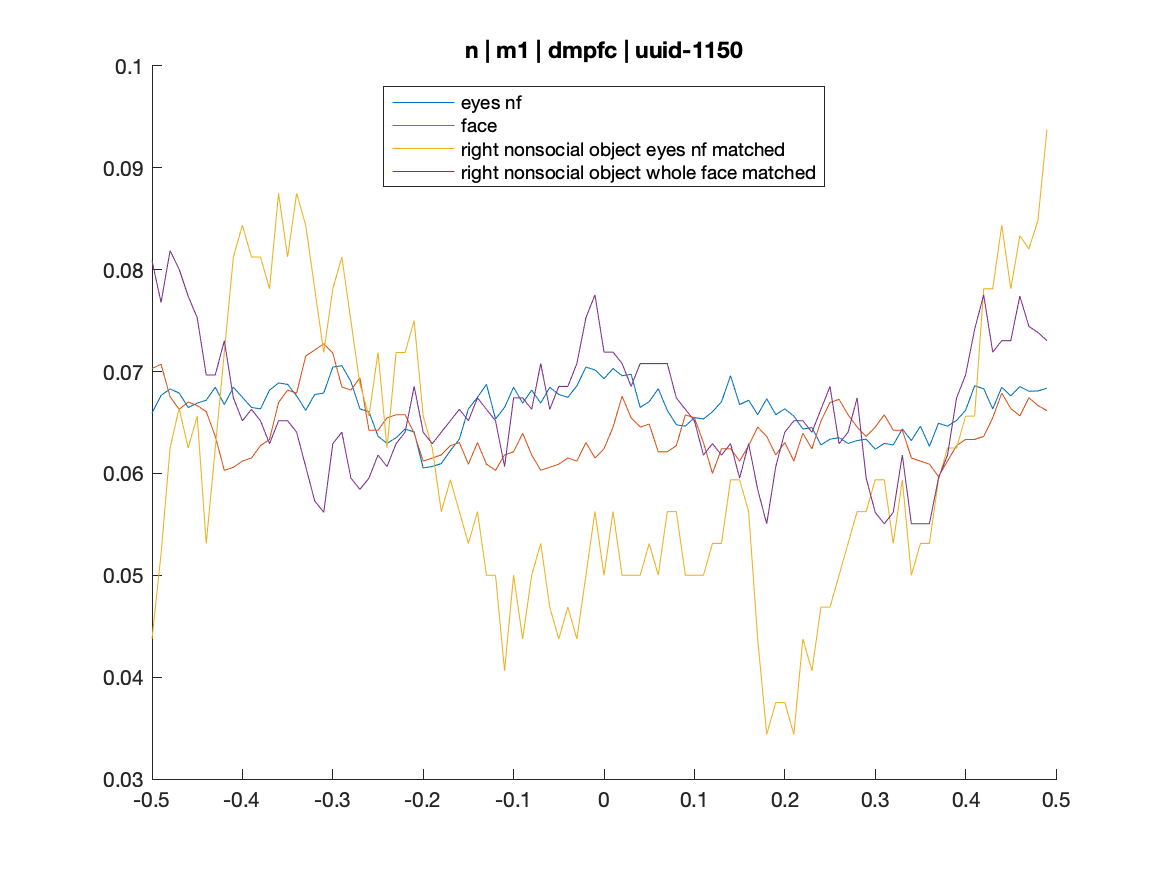 n | m1 | dmpfc | uuid-1150
eyes nf
face
right nonsocial object eyes nf matched
right nonsocial object whole face matched
0.1
0.09
0.08
0.07
0.06
0.05
0.04
0.03
-0.5 -0.4 -0.3 -0.2 -0.1 0 0.1 0.2 0.3 0.4 0.5